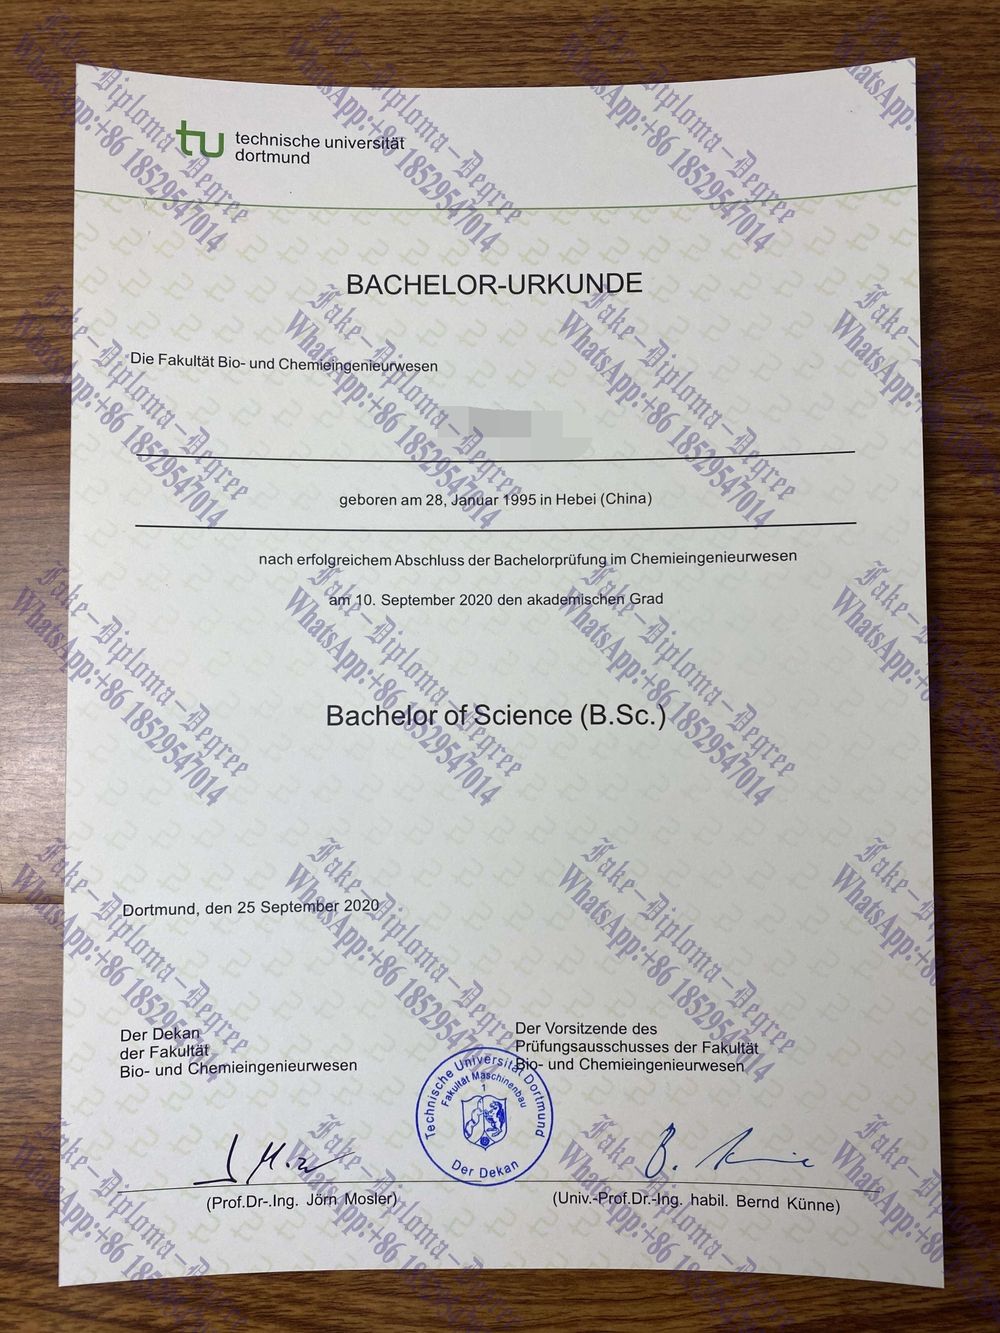 tu technische universität
dortmund
BACHELOR-URKUNDE
Die Fakultät Bio- und Chemieingenieurwesen
geboren am 28, Januar 1995 in Hebei (China)
nach erfolgreichem Abschluss der Bachelorprüfung im Chemieingenieurwesen
am 10. September 2020 den akademischen Grad
Bachelor of Science (B.Sc.)
Dortmund, den 25 September 2020
Der Dekan
der Fakultät
Bio- und Chemieingenieurwesen
Der Vorsitzende des
Prüfungsausschusses der Fakultät
Bio- und Chemieingenieurwesen
Technische Universität Dortmund
Fakultät Maschinenbau
1
Der Dekan
(Prof.Dr-.Ing. Jörn Mosler)
(Univ.-Prof.Dr.-Ing. habil. Bernd Künne)
Fake-Diploma-Degree
WhatsApp:+86 18529547014